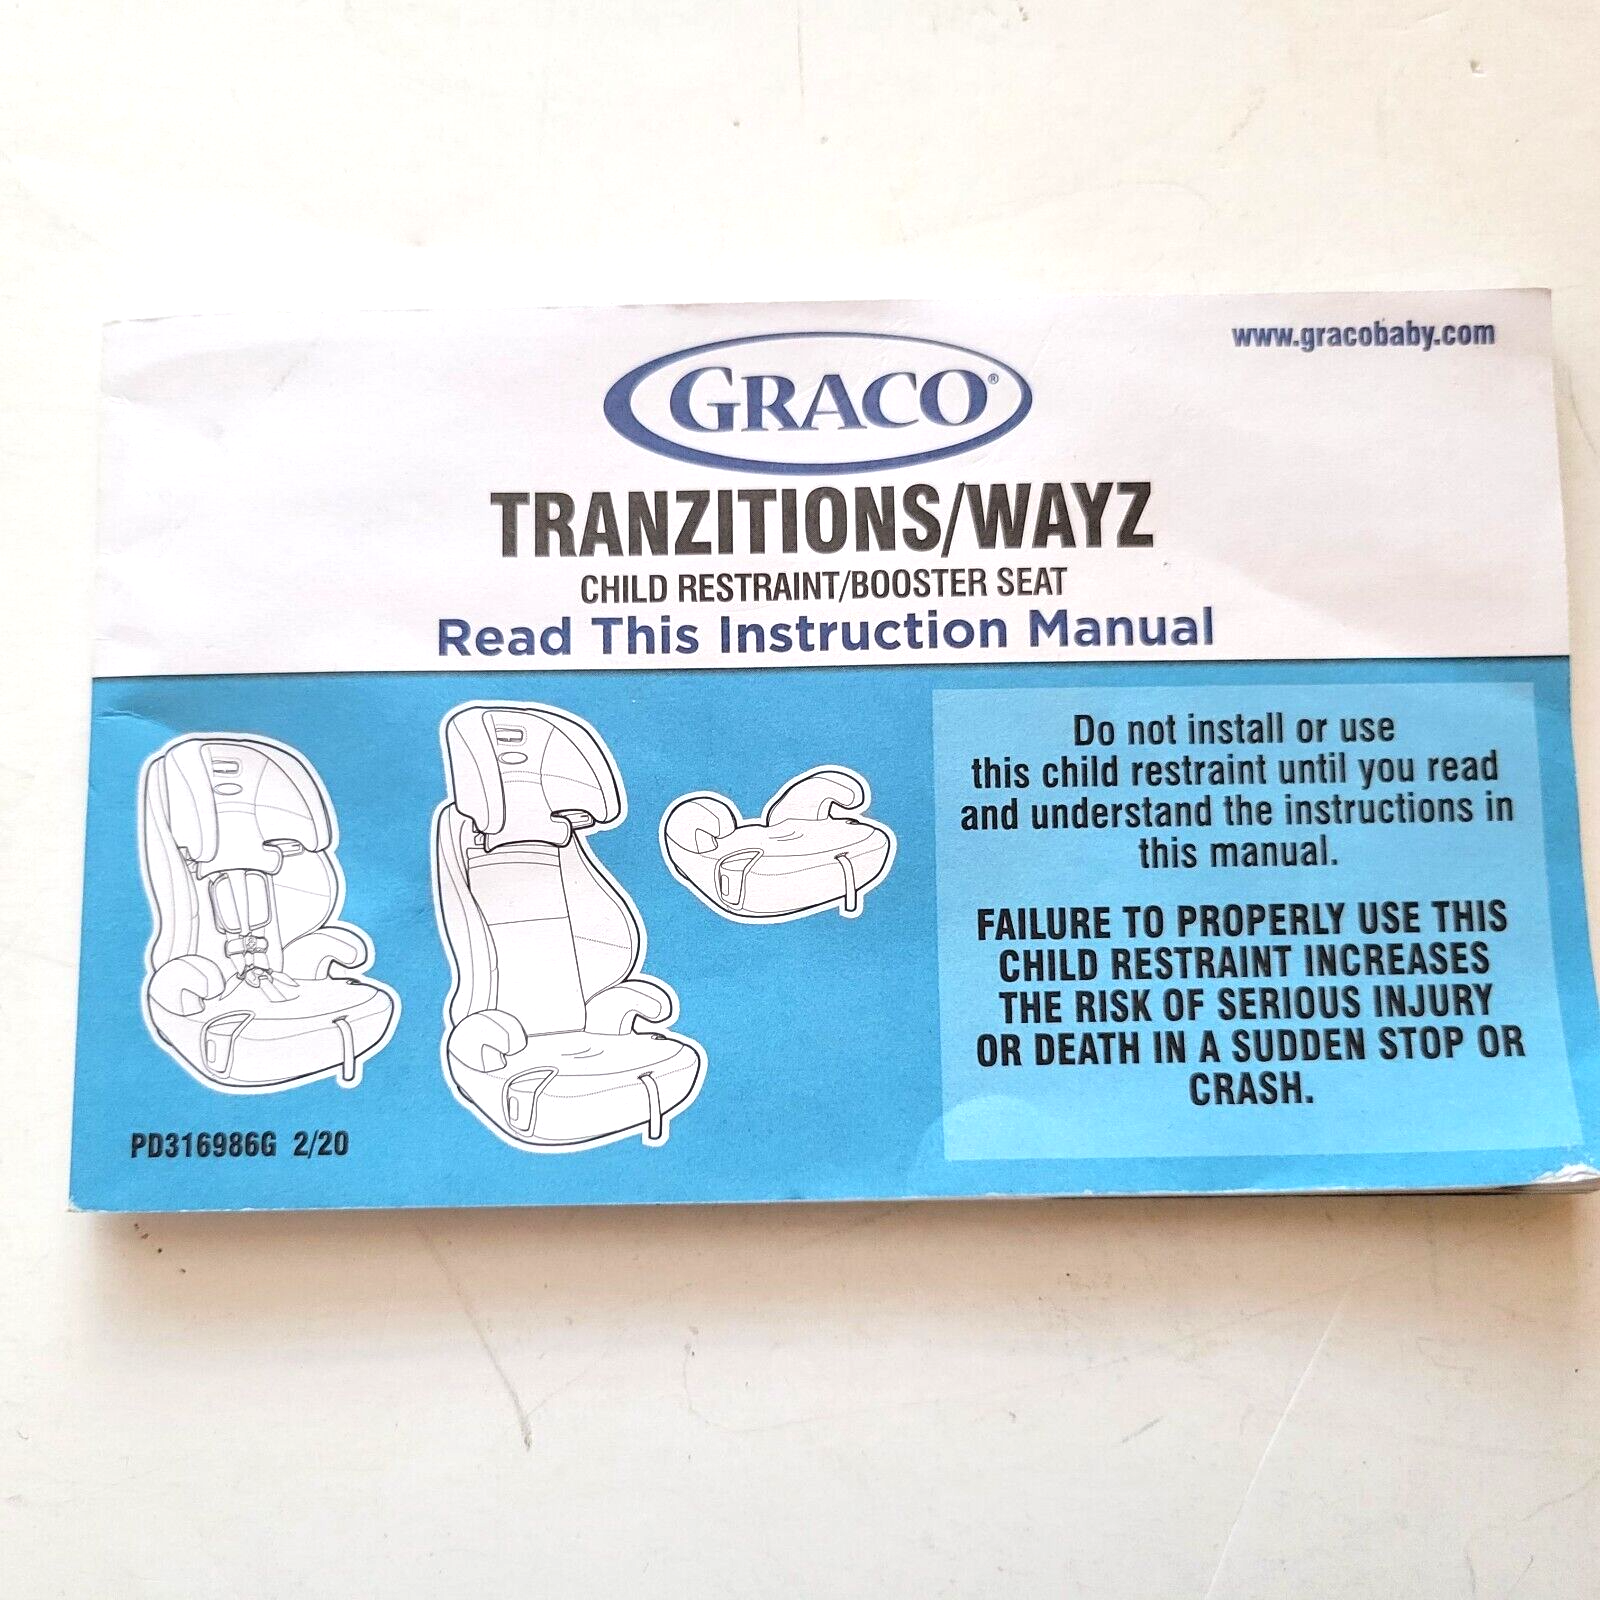 www.gracobaby.com
GRACO®
TRANZITIONS/WAYZ
CHILD RESTRAINT/BOOSTER SEAT
Read This Instruction Manual
Do not install or use
this child restraint until you read
and understand the instructions in
this manual.
FAILURE TO PROPERLY USE THIS
CHILD RESTRAINT INCREASES
THE RISK OF SERIOUS INJURY
OR DEATH IN A SUDDEN STOP OR
CRASH.
PD316986G 2/20